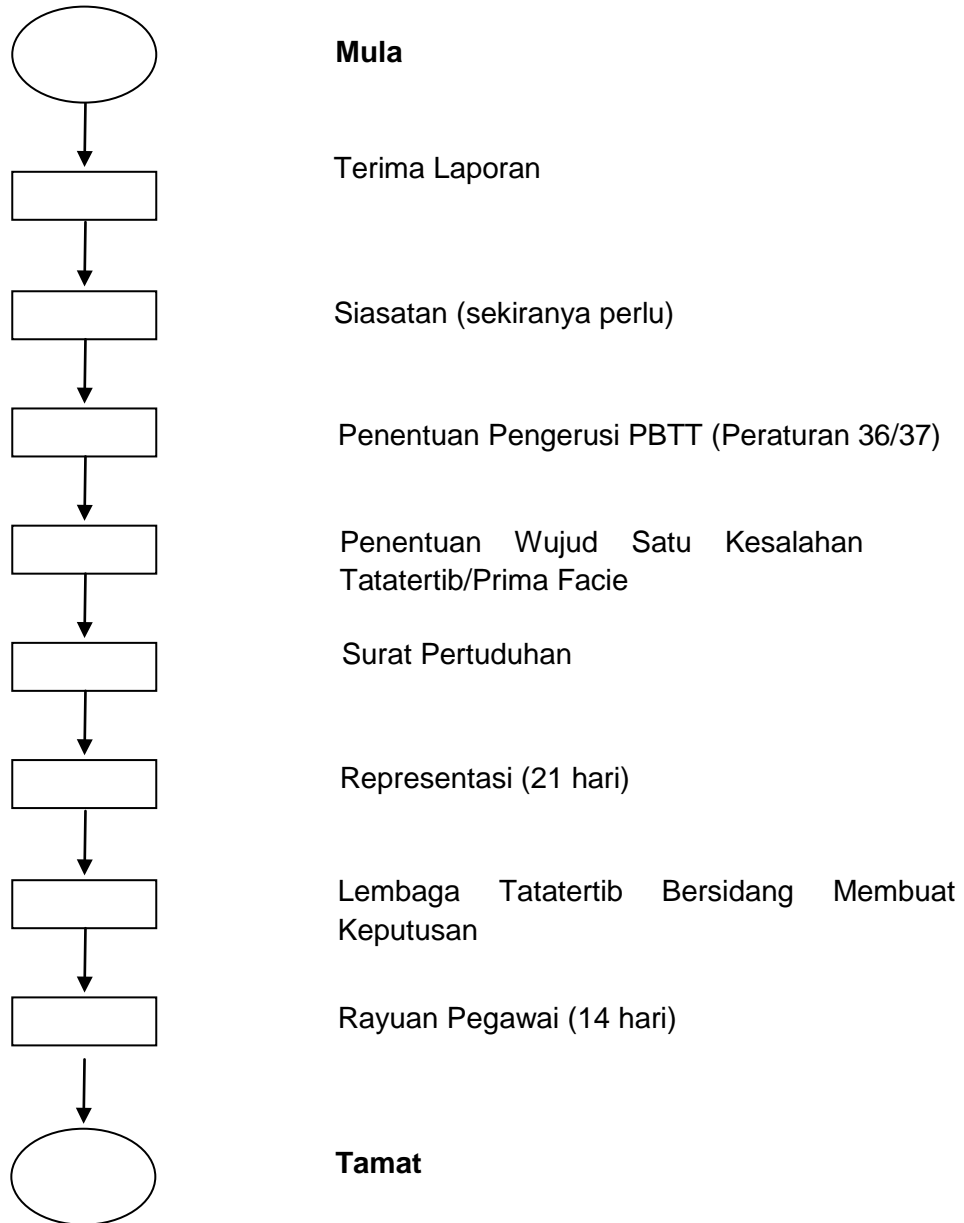 Mula
Terima Laporan
Siasatan (sekiranya perlu)
Penentuan Pengerusi PBTT (Peraturan 36/37)
Penentuan Wujud Satu Kesalahan
Tatatertib/Prima Facie
Surat Pertuduhan
Representasi (21 hari)
Lembaga Tatatertib Bersidang Membuat
Keputusan
Rayuan Pegawai (14 hari)
Tamat